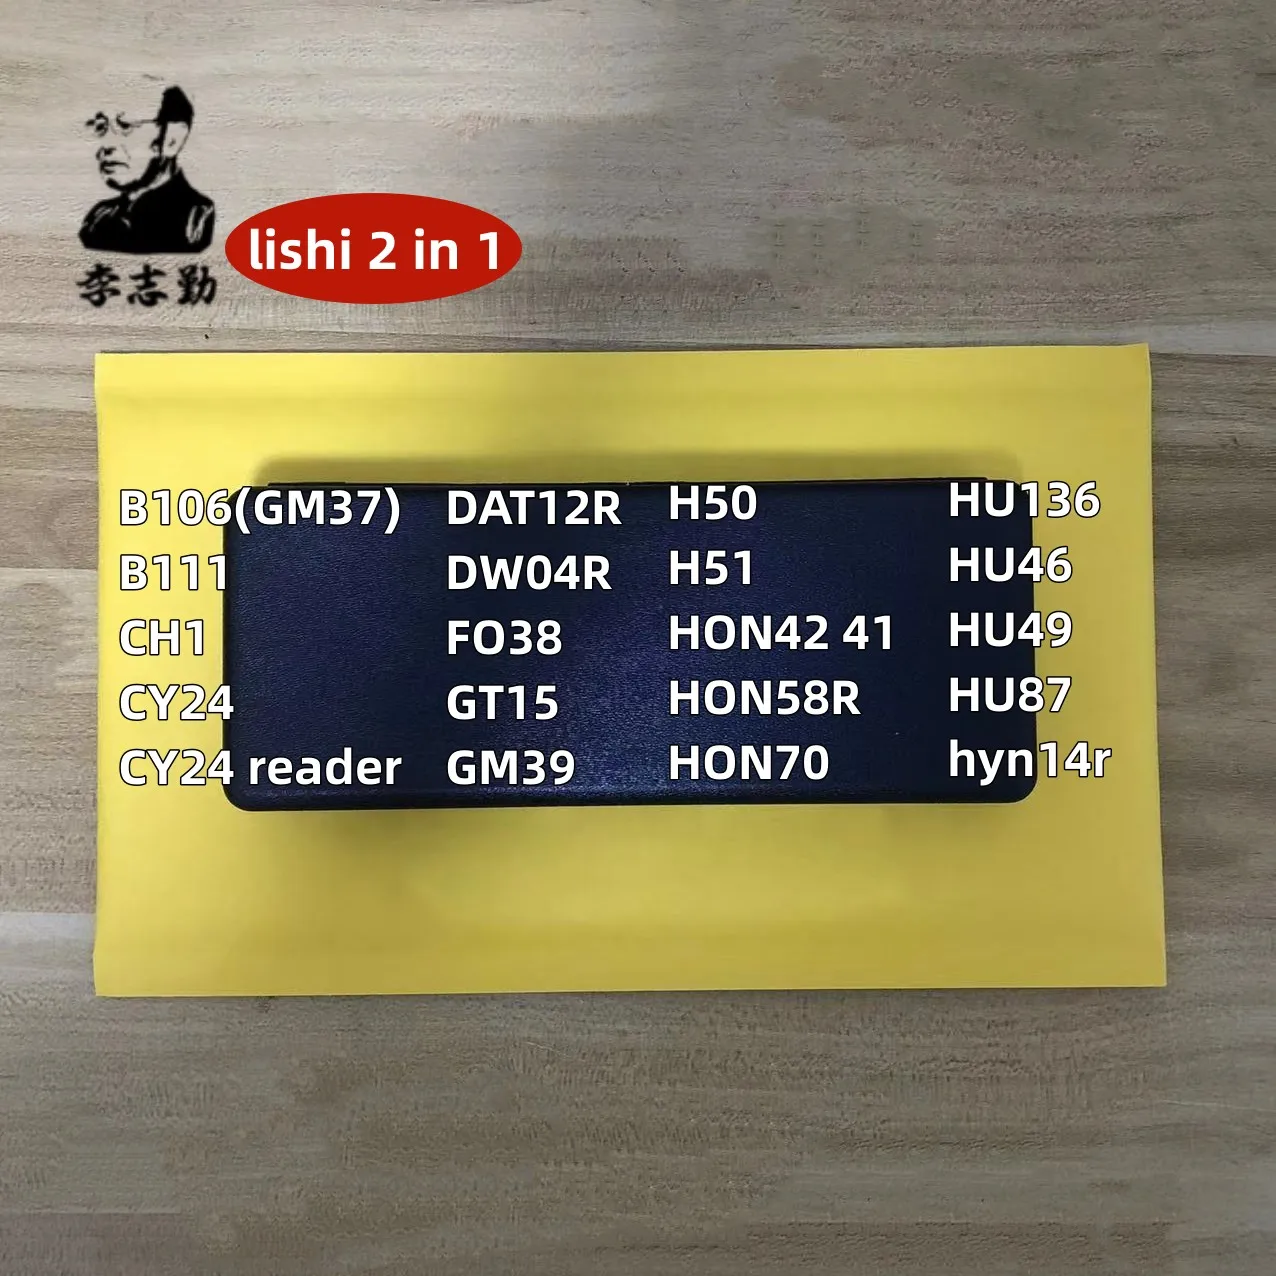 李志勤
lishi 2 in 1
B106(GM37)
B111
CH1
CY24
CY24 reader
DAT12R
DW04R
FO38
GT15
GM39
H50
H51
HON42 41
HON58R
HON70
HU136
HU46
HU49
HU87
hyn14r